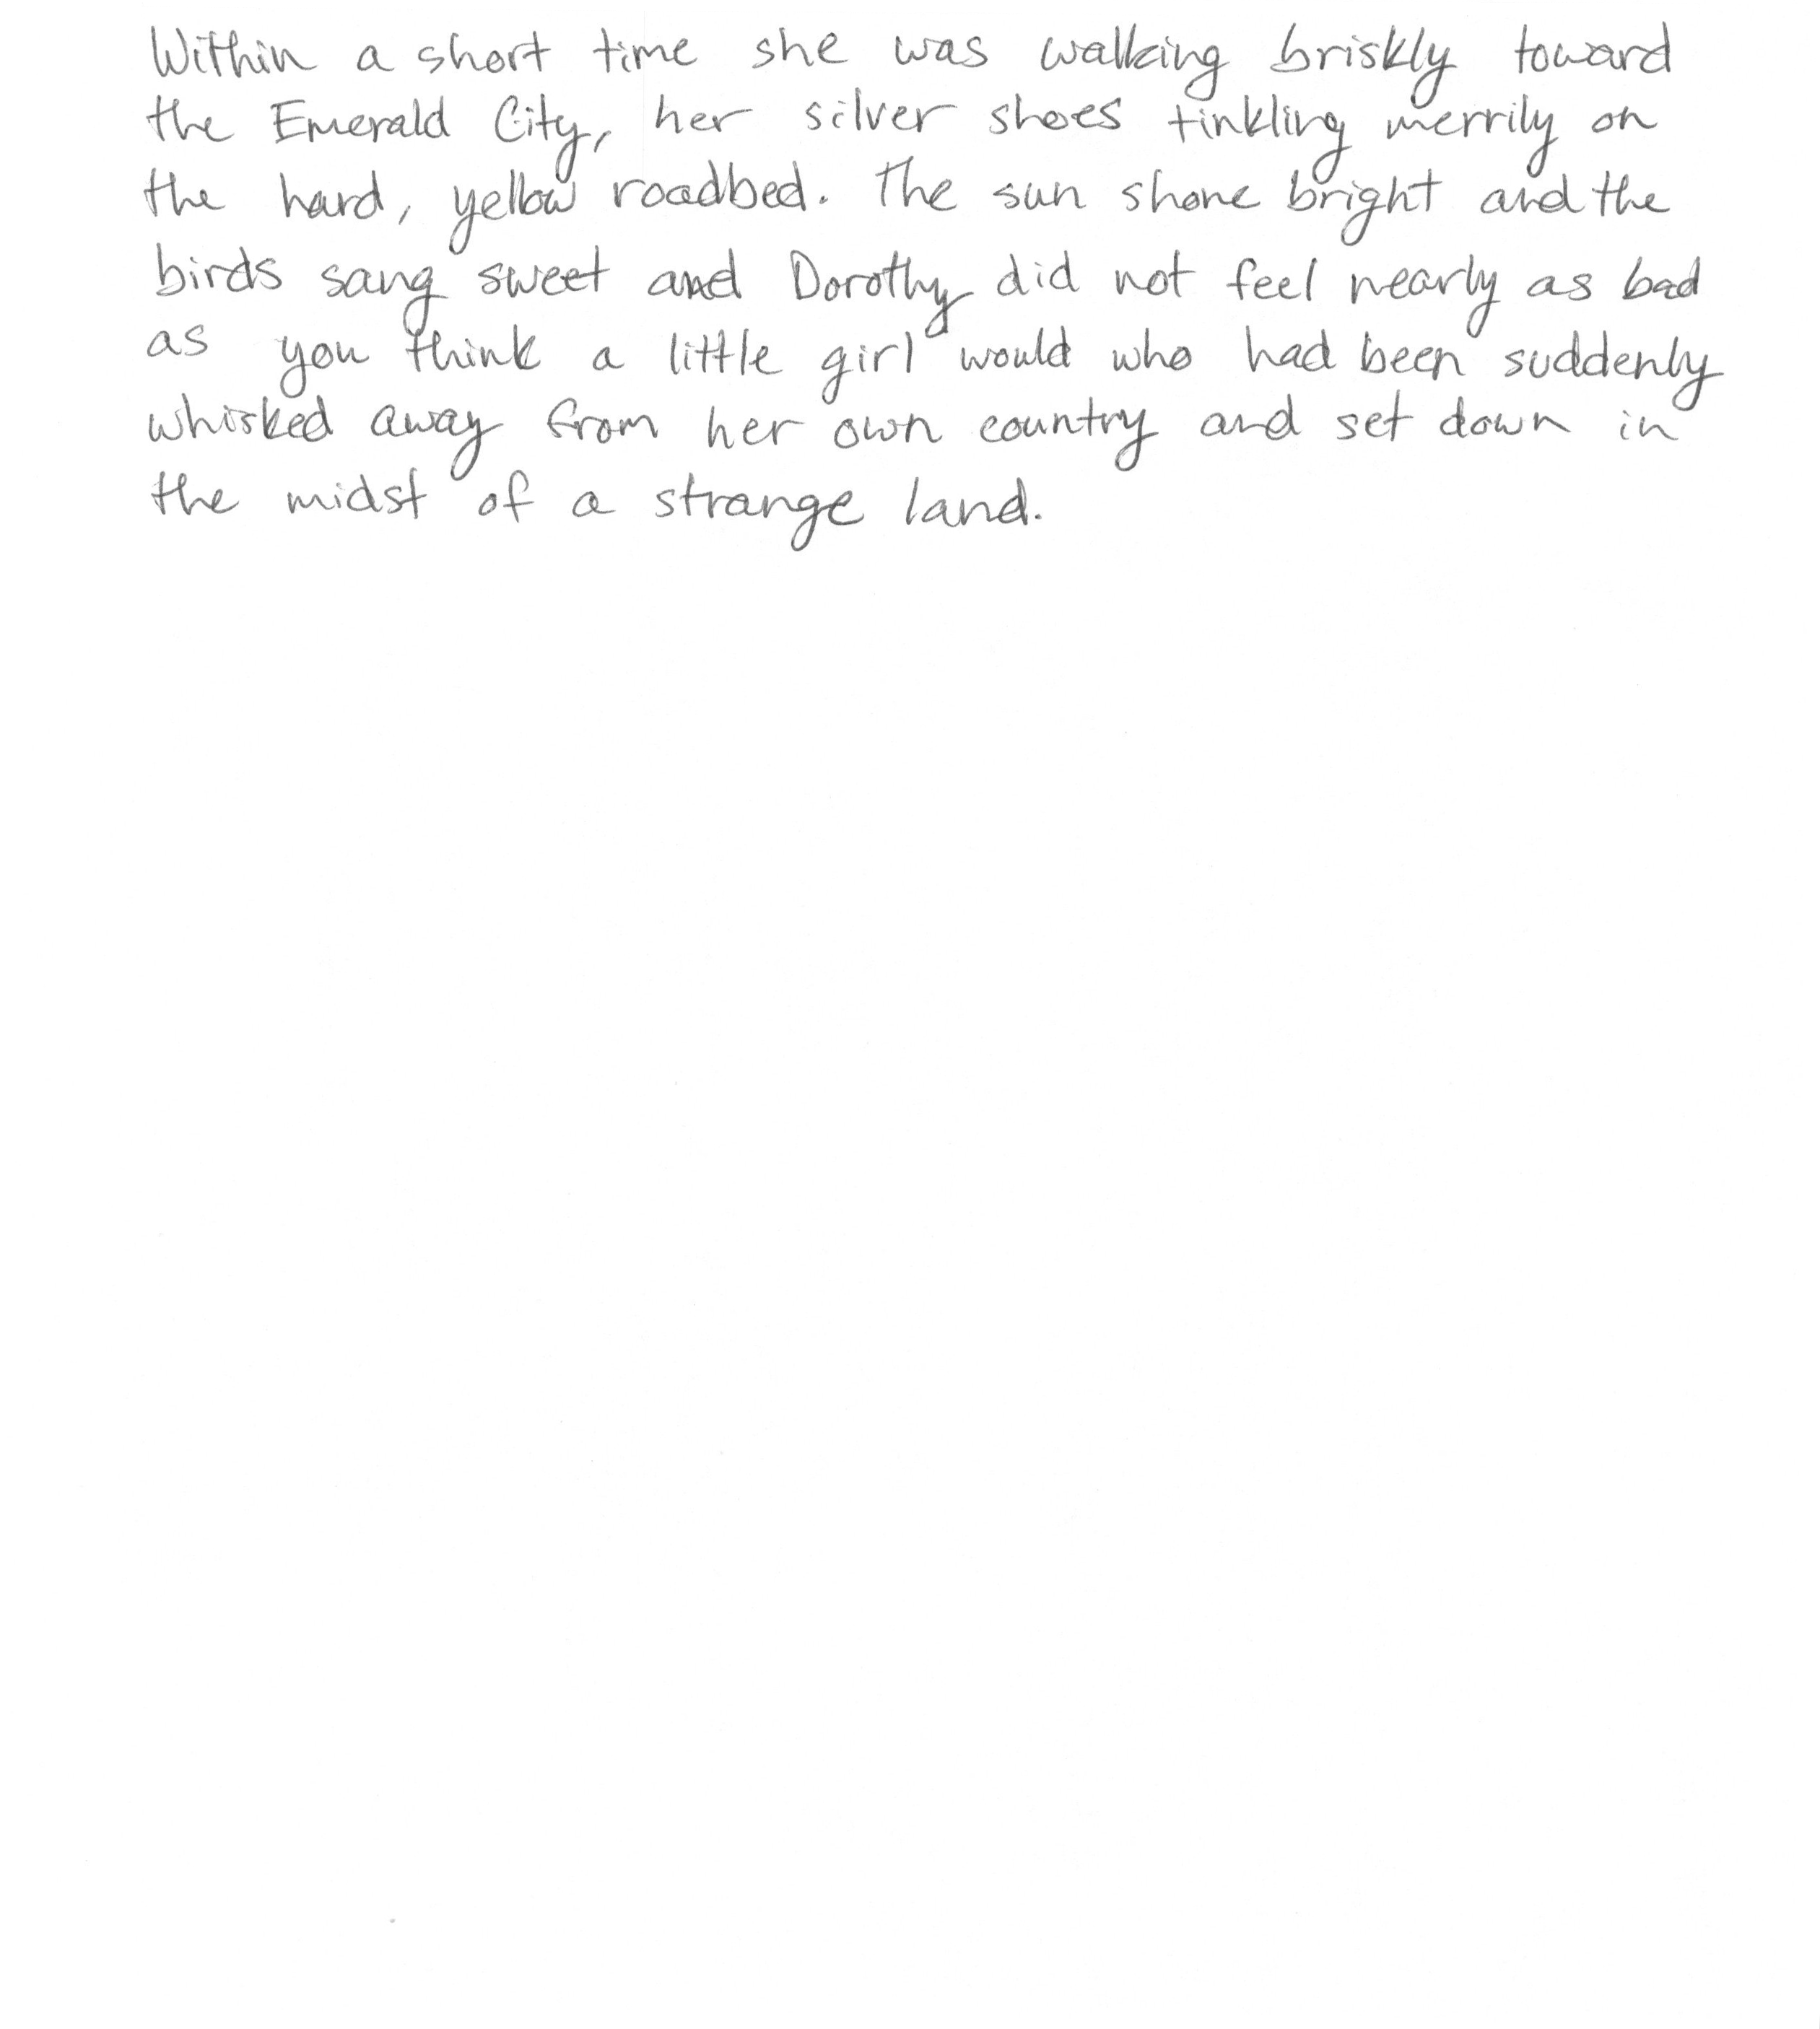 Within a short time she was walking briskly toward
the Emerald City, her silver shoes tinkling merrily on
the hard, yellow roadbed. The sun shone bright and the
birds sang sweet and Dorothy did not feel nearly as bad
as you think a little girl would who had been suddenly
whisked away from her own country and set down in
the midst of a strange land.